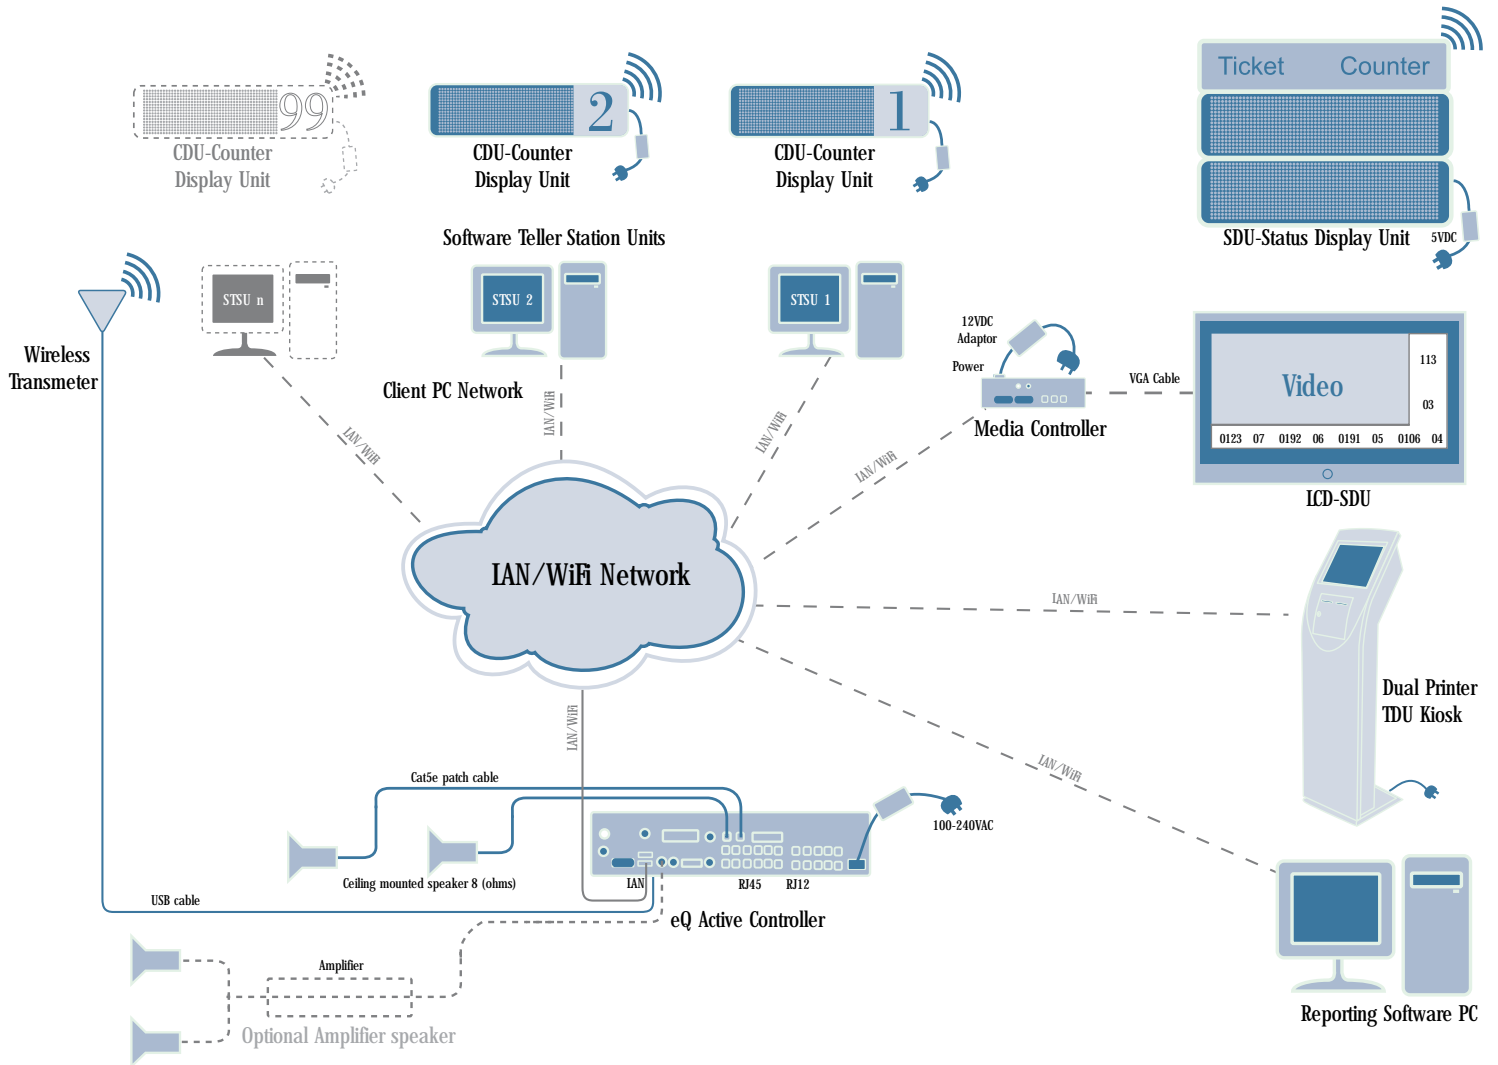 Ticket Counter
99
2
1
CDU-Counter
Display Unit
CDU-Counter
Display Unit
CDU-Counter
Display Unit
SDU-Status Display Unit
5VDC
Software Teller Station Units
STSU n
STSU 2
STSU 1
Wireless
Transmeter
Client PC Network
12VDC
Adaptor
Power
Media Controller
VGA Cable
Video
113
03
0123 07 0192 06 0191 05 0106 04
LCD-SDU
LAN/WiFi
LAN/WiFi
LAN/WiFi
LAN/WiFi
LAN/WiFi Network
LAN/WiFi
LAN/WiFi
LAN/WiFi
Dual Printer
TDU Kiosk
Cat5e patch cable
100-240VAC
Ceiling mounted speaker 8 (ohms)
LAN
RJ45
RJ12
USB cable
eQ Active Controller
Amplifier
Optional Amplifier speaker
Reporting Software PC